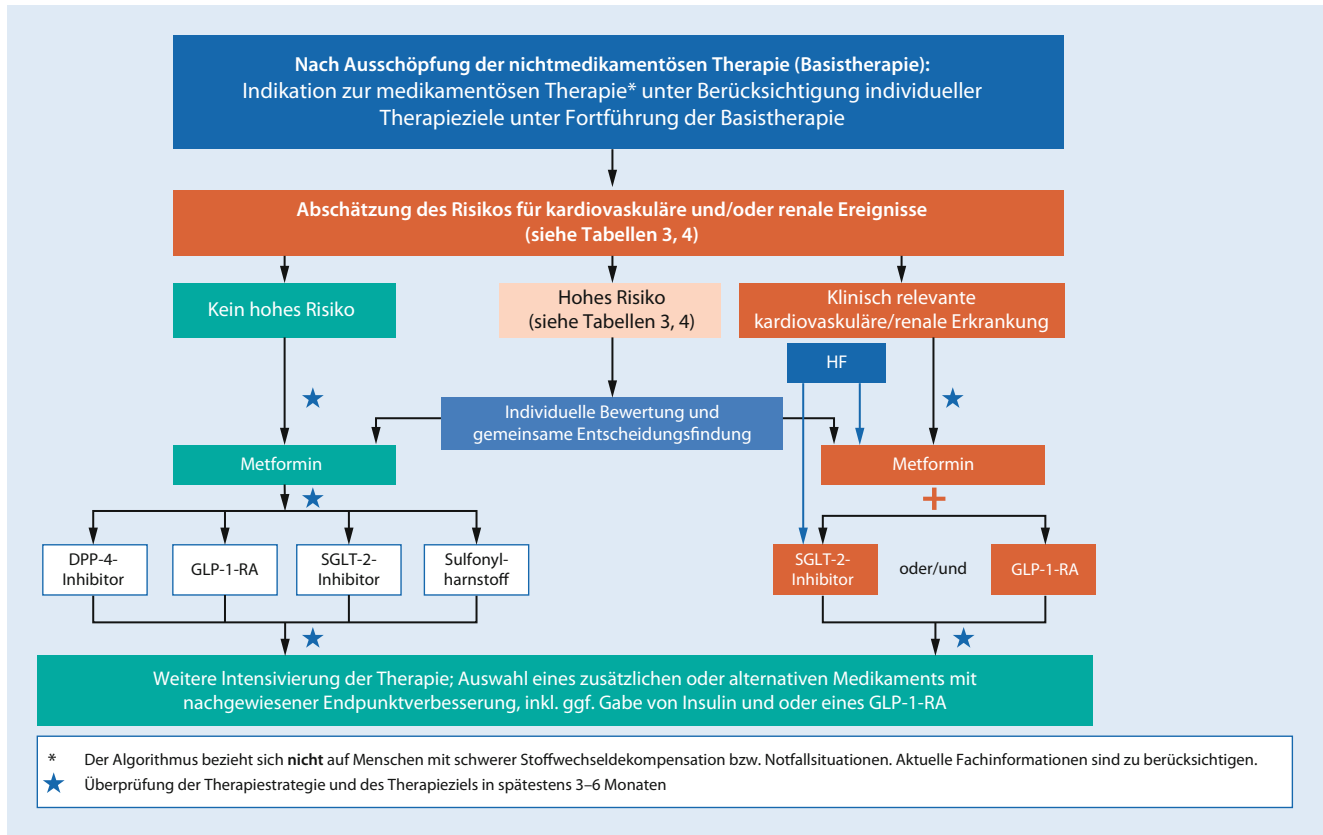 Nach Ausschöpfung der nichtmedikamentösen Therapie (Basistherapie):
Indikation zur medikamentösen Therapie* unter Berücksichtigung individueller
Therapieziele unter Fortführung der Basistherapie
Abschätzung des Risikos für kardiovaskuläre und/oder renale Ereignisse
(siehe Tabellen 3, 4)
Kein hohes Risiko
Hohes Risiko
(siehe Tabellen 3, 4)
Klinisch relevante
kardiovaskuläre/renale Erkrankung
HF
Individuelle Bewertung und
gemeinsame Entscheidungsfindung
Metformin
Metformin
+
DPP-4-
Inhibitor
GLP-1-RA
SGLT-2-
Inhibitor
Sulfonyl-
harnstoff
SGLT-2-
Inhibitor
oder/und
GLP-1-RA
Weitere Intensivierung der Therapie; Auswahl eines zusätzlichen oder alternativen Medikaments mit
nachgewiesener Endpunktverbesserung, inkl. ggf. Gabe von Insulin und oder eines GLP-1-RA
* Der Algorithmus bezieht sich nicht auf Menschen mit schwerer Stoffwechseldekompensation bzw. Notfallsituationen. Aktuelle Fachinformationen sind zu berücksichtigen.
★ Überprüfung der Therapiestrategie und des Therapieziels in spätestens 3–6 Monaten